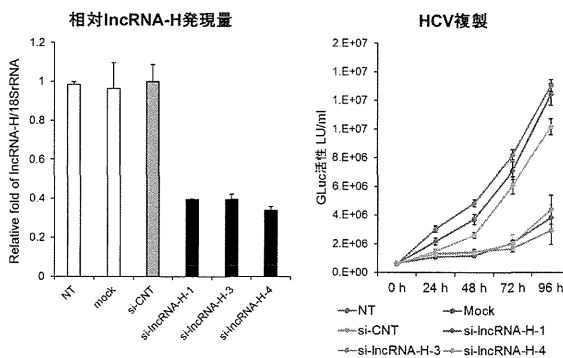 相対lncRNA-H発現量
Relative fold of lncRNA-H/18SrRNA
1.2
1
0.8
0.6
0.4
0.2
0
NT
mock
si-CNT
si-lncRNA-H-1
si-lncRNA-H-3
si-lncRNA-H-4
HCV複製
GLuc活性 LU/ml
2.E+07
1.E+07
1.E+07
8.E+06
6.E+06
4.E+06
2.E+06
0.E+00
0 h 24 h 48 h 72 h 96 h
NT Mock
si-CNT si-lncRNA-H-1
si-lncRNA-H-3 si-lncRNA-H-4